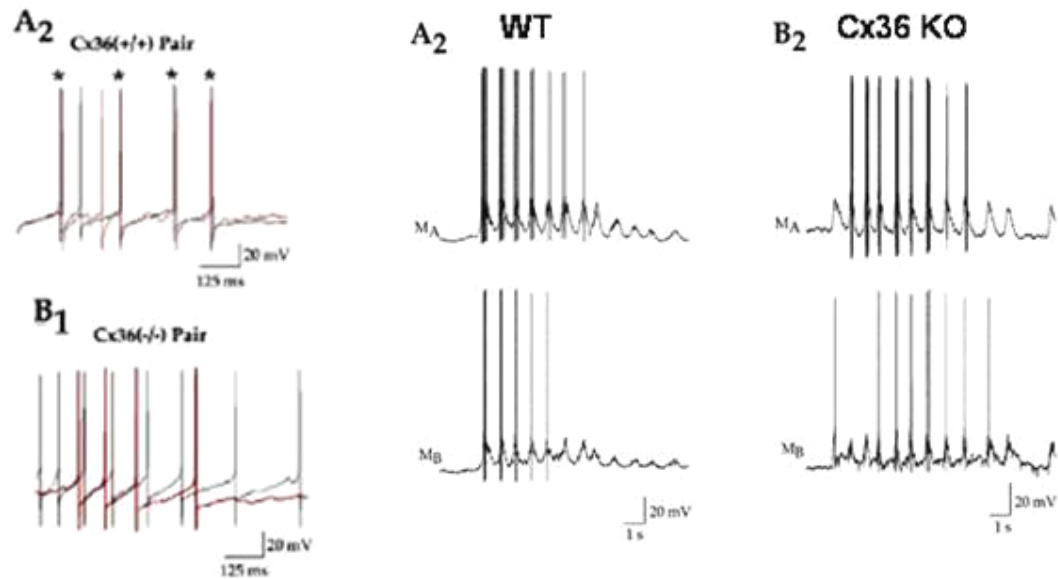 A2
Cx36(+/+) Pair
* * * *
20 mV
125 ms
B1
Cx36(-/-) Pair
20 mV
125 ms
A2 WT
MA
MB
20 mV
1 s
B2 Cx36 KO
MA
MB
20 mV
1 s